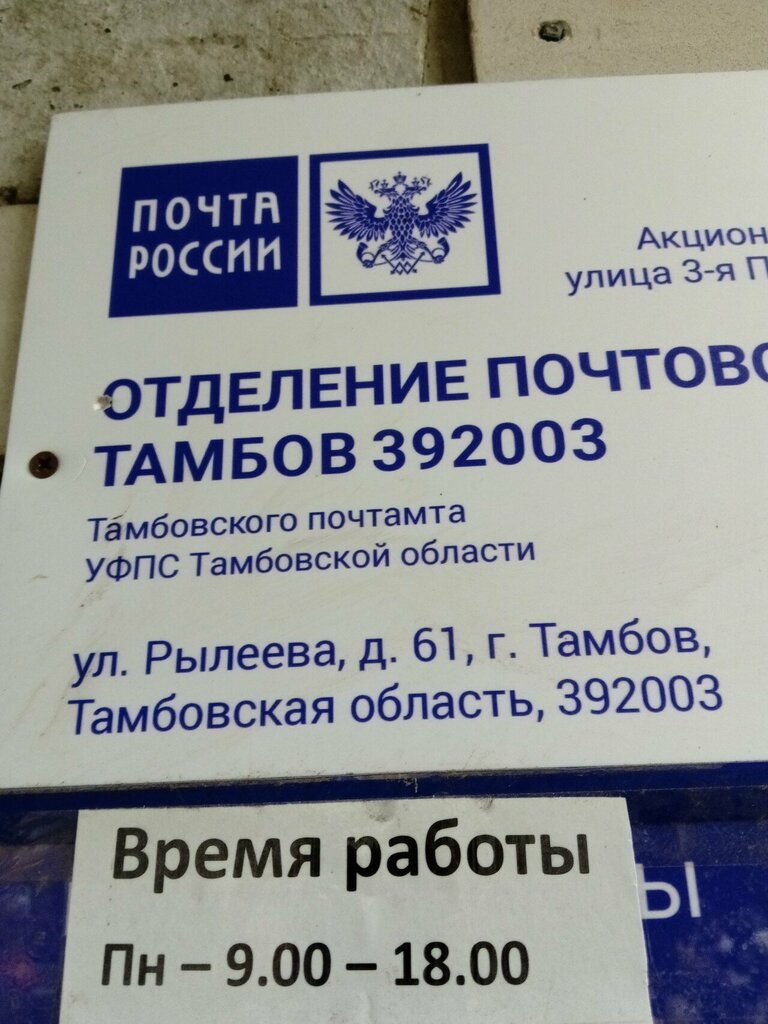 ПОЧТА
РОССИИ
Акцион
улица 3-я П
ОТДЕЛЕНИЕ ПОЧТОВО
ТАМБОВ 392003
Тамбовского почтамта
УФПС Тамбовской области
ул. Рылеева, д. 61, г. Тамбов,
Тамбовская область, 392003
Время работы
ы
Пн – 9.00 – 18.00